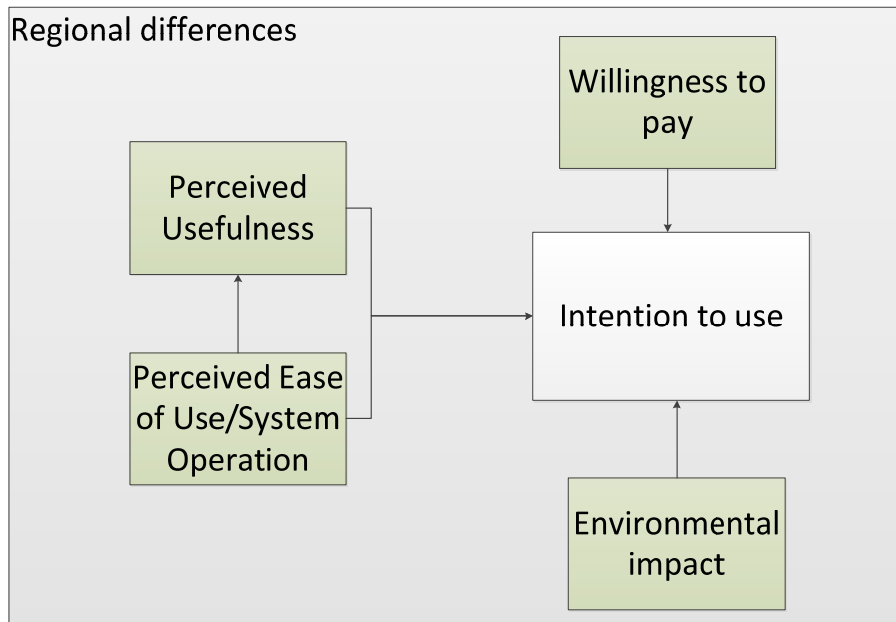 Regional differences
Willingness to
pay
Perceived
Usefulness
Intention to use
Perceived Ease
of Use/System
Operation
Environmental
impact